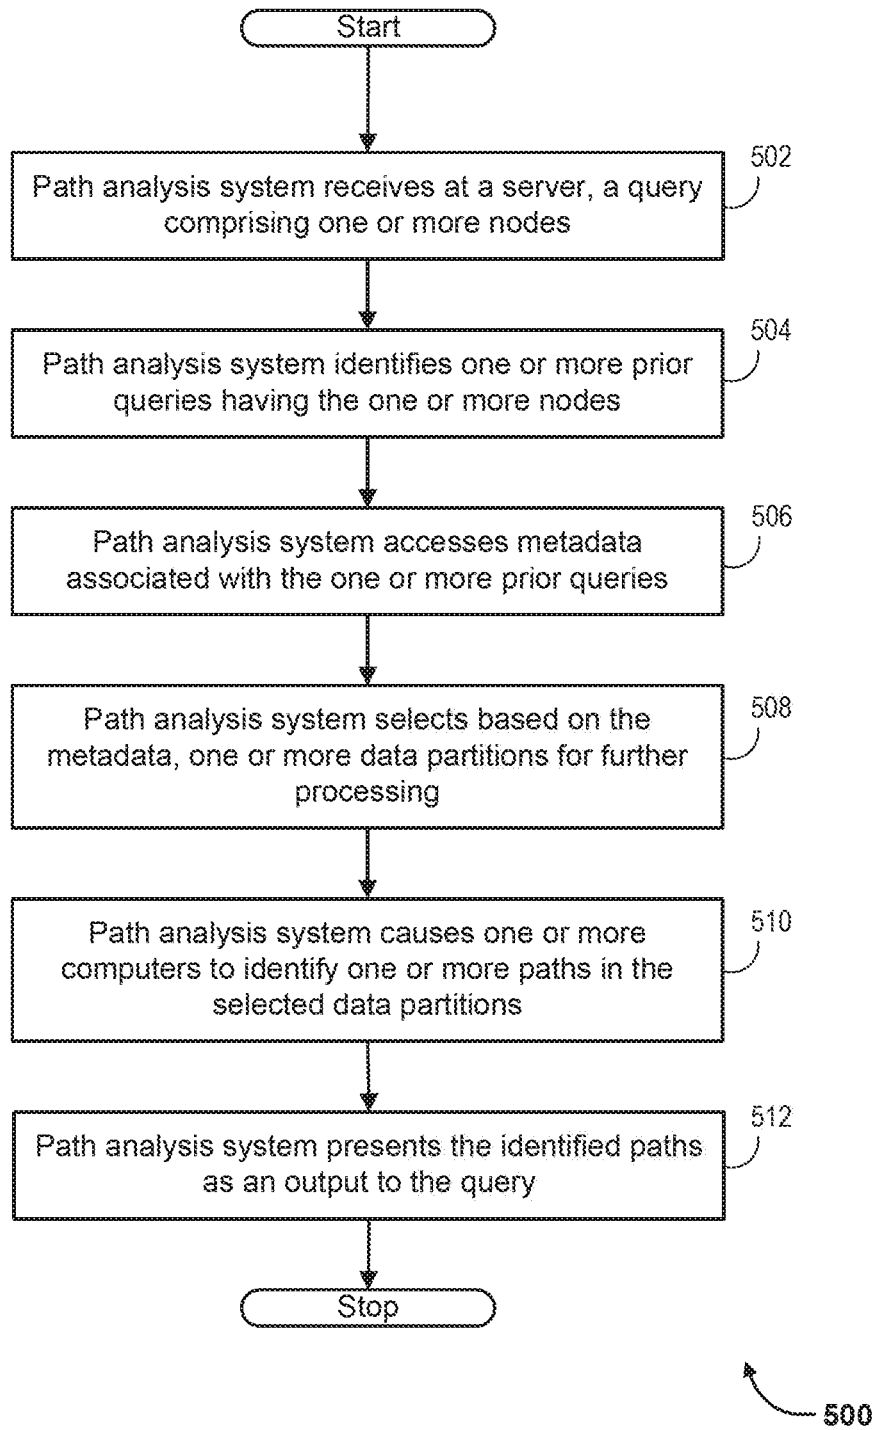 Start
502
Path analysis system receives at a server, a query
comprising one or more nodes
504
Path analysis system identifies one or more prior
queries having the one or more nodes
506
Path analysis system accesses metadata
associated with the one or more prior queries
508
Path analysis system selects based on the
metadata, one or more data partitions for further
processing
510
Path analysis system causes one or more
computers to identify one or more paths in the
selected data partitions
512
Path analysis system presents the identified paths
as an output to the query
Stop
500